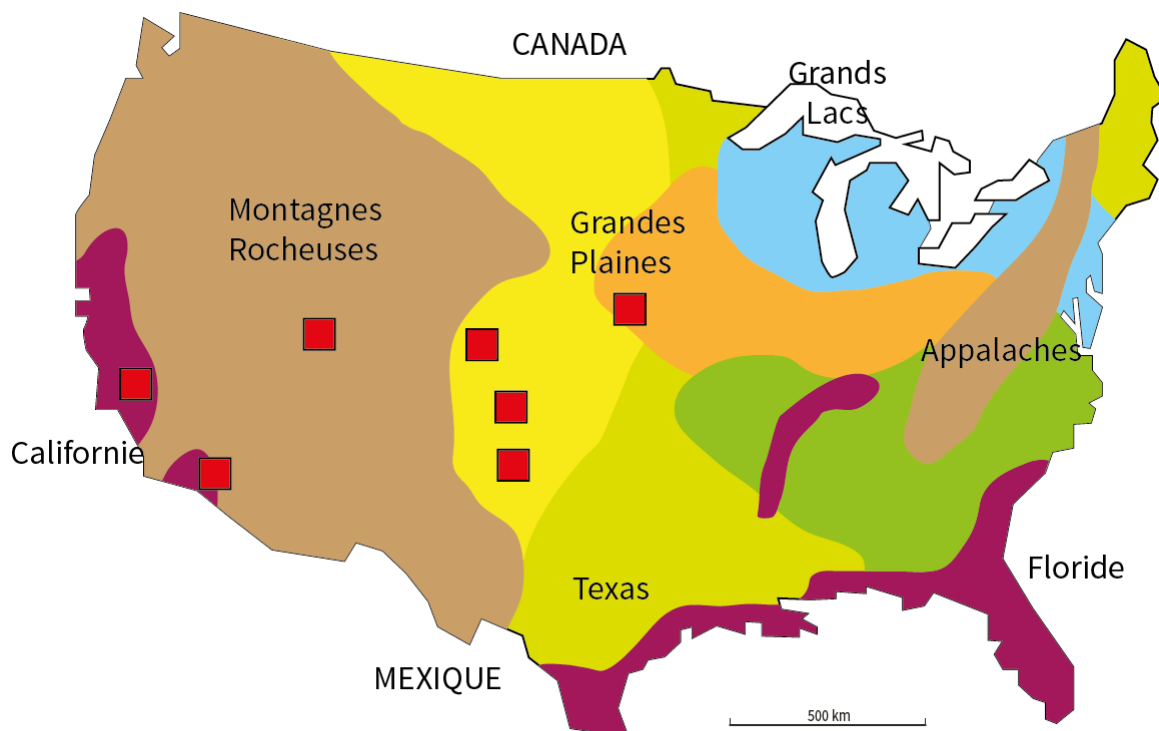 CANADA
Grands
Lacs
Montagnes
Rocheuses
Grandes
Plaines
Appalaches
Californie
Texas
Floride
MEXIQUE
500 km